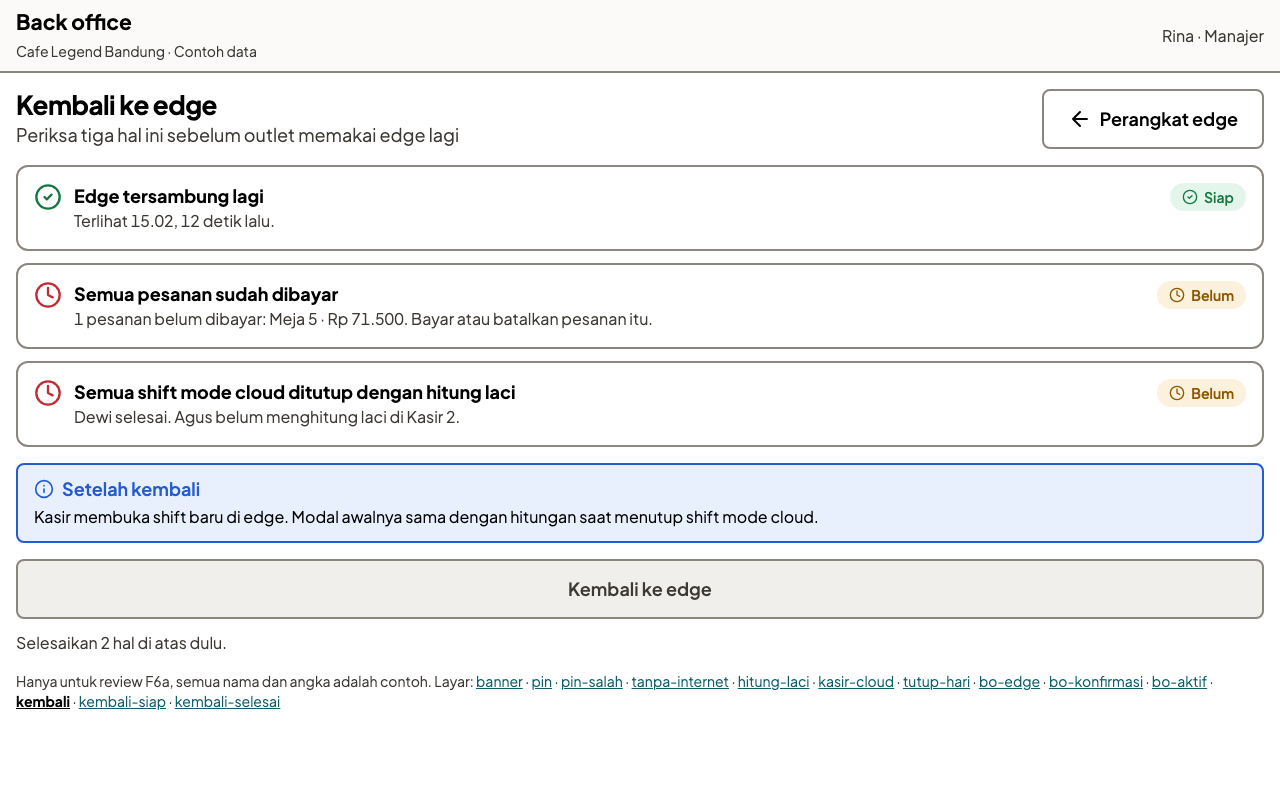 Back office
Cafe Legend Bandung · Contoh data
Rina · Manajer
Kembali ke edge
Periksa tiga hal ini sebelum outlet memakai edge lagi
Perangkat edge
Edge tersambung lagi
Terlihat 15.02, 12 detik lalu.
Siap
Semua pesanan sudah dibayar
1 pesanan belum dibayar: Meja 5 · Rp 71.500. Bayar atau batalkan pesanan itu.
Belum
Semua shift mode cloud ditutup dengan hitung laci
Dewi selesai. Agus belum menghitung laci di Kasir 2.
Belum
Setelah kembali
Kasir membuka shift baru di edge. Modal awalnya sama dengan hitungan saat menutup shift mode cloud.
Kembali ke edge
Selesaikan 2 hal di atas dulu.
Hanya untuk review F6a, semua nama dan angka adalah contoh. Layar: banner · pin · pin-salah · tanpa-internet · hitung-laci · kasir-cloud · tutup-hari · bo-edge · bo-konfirmasi · bo-aktif ·
kembali · kembali-siap · kembali-selesai